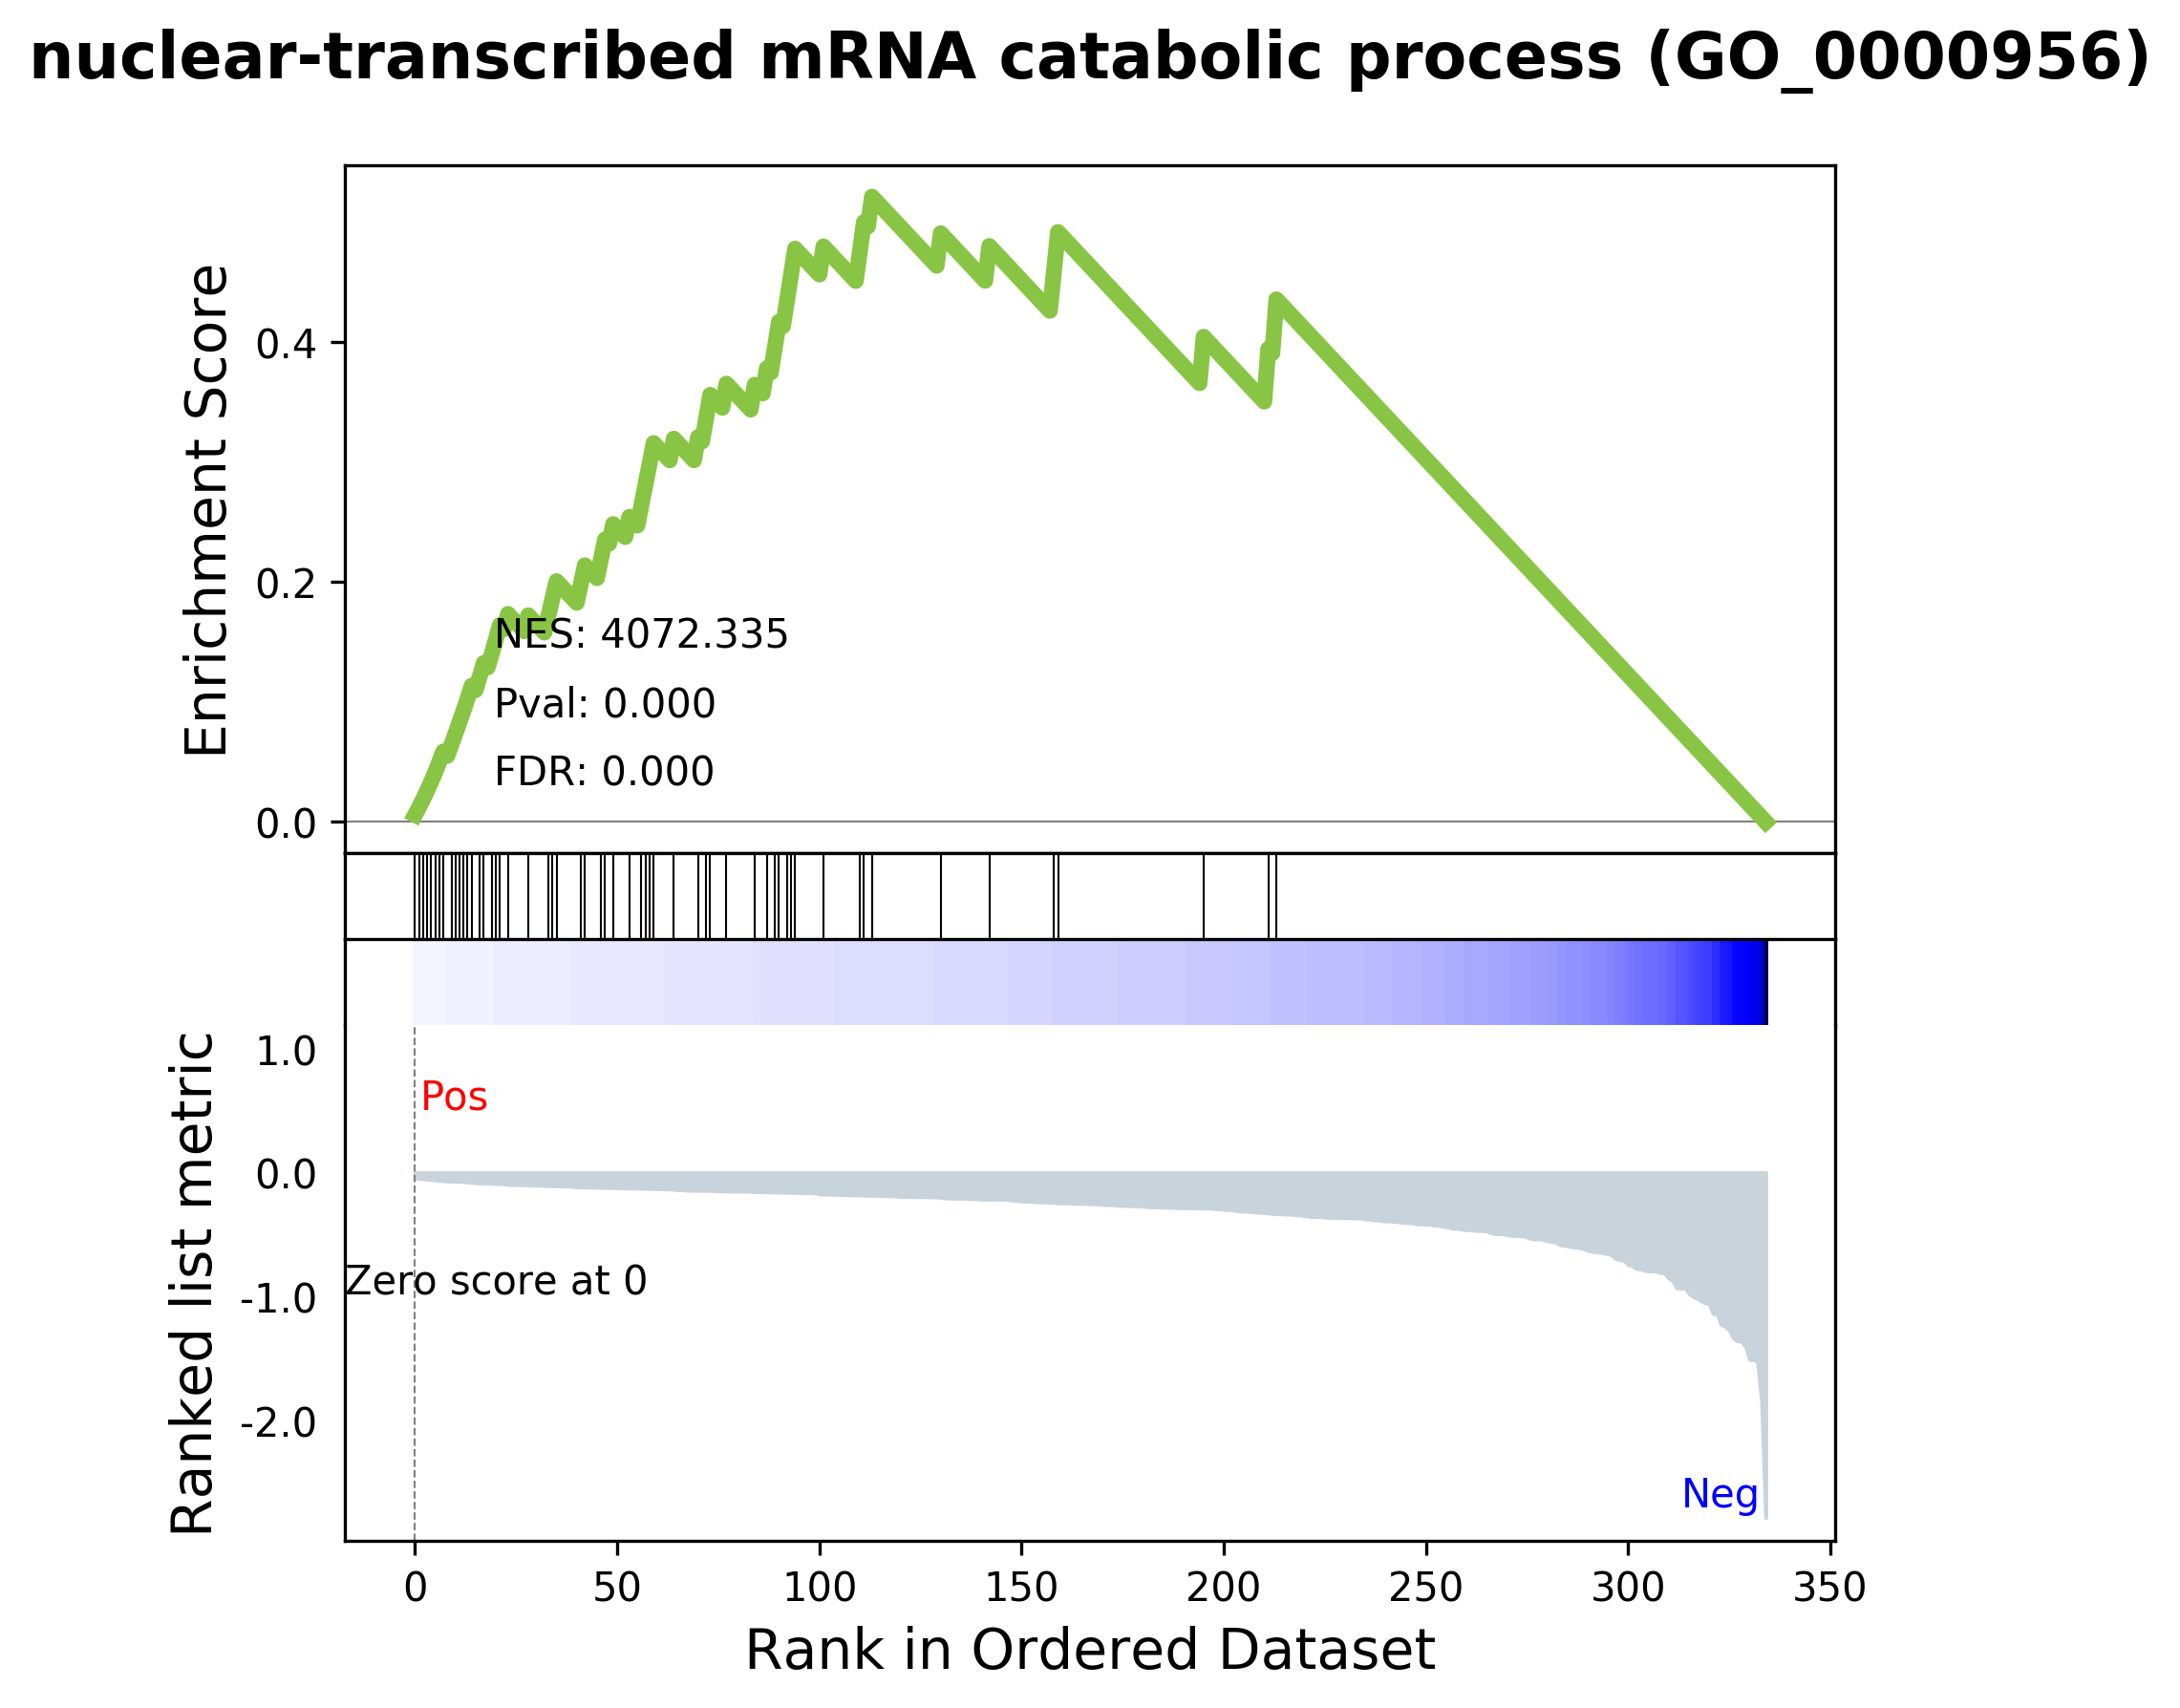 nuclear-transcribed mRNA catabolic process (GO_0000956)
Enrichment Score
0.4
0.2
0.0
NES: 4072.335
Pval: 0.000
FDR: 0.000
Ranked list metric
1.0
0.0
-1.0
-2.0
Pos
Zero score at 0
Neg
0 50 100 150 200 250 300 350
Rank in Ordered Dataset